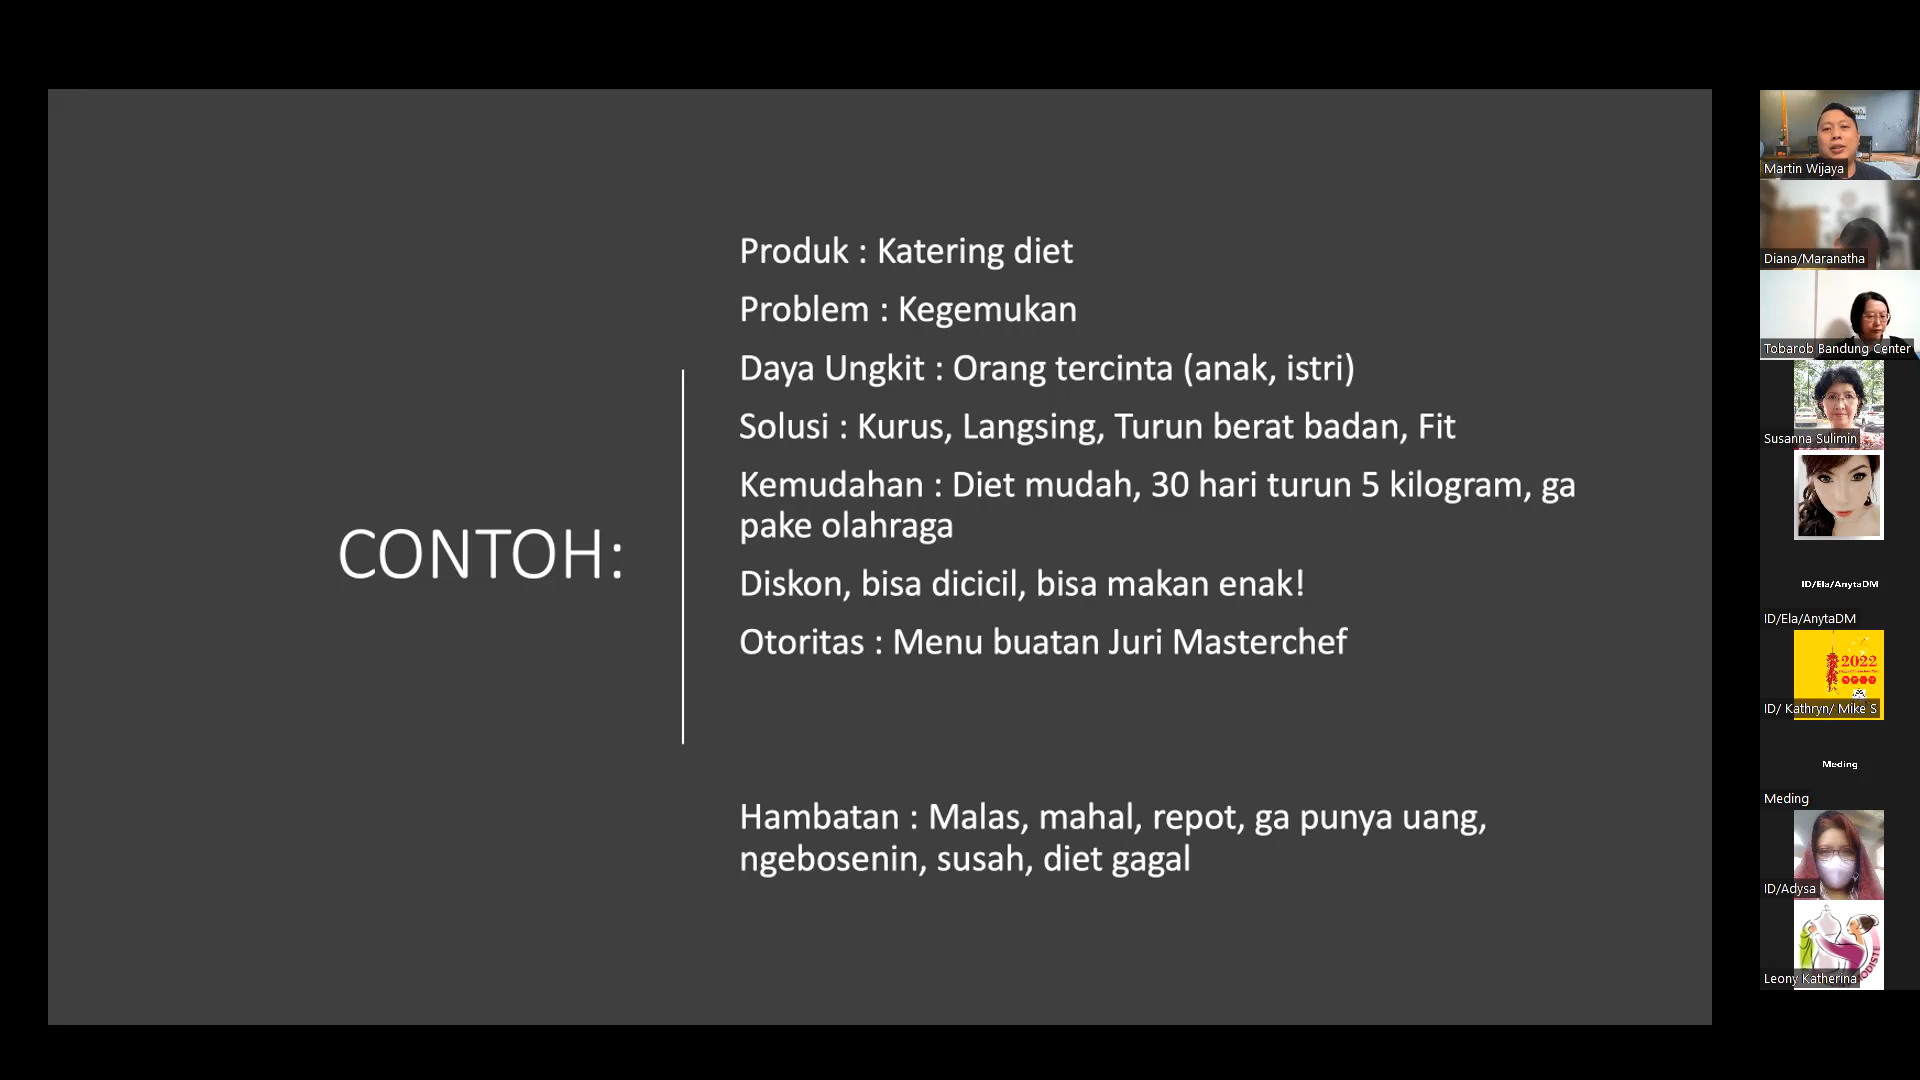 CONTOH:
Produk : Katering diet
Problem : Kegemukan
Daya Ungkit : Orang tercinta (anak, istri)
Solusi : Kurus, Langsing, Turun berat badan, Fit
Kemudahan : Diet mudah, 30 hari turun 5 kilogram, ga
pake olahraga
Diskon, bisa dicicil, bisa makan enak!
Otoritas : Menu buatan Juri Masterchef
Hambatan : Malas, mahal, repot, ga punya uang,
ngebosenin, susah, diet gagal
Martin Wijaya
Diana/Maranatha
Tobarob Bandung Center
Susanna Sulimin
ID/Ela/AnytaDM
ID/Ela/AnytaDM
2022
ID/ Kathryn/ Mike S
Meding
Meding
ID/Adysa
Leony Katherina